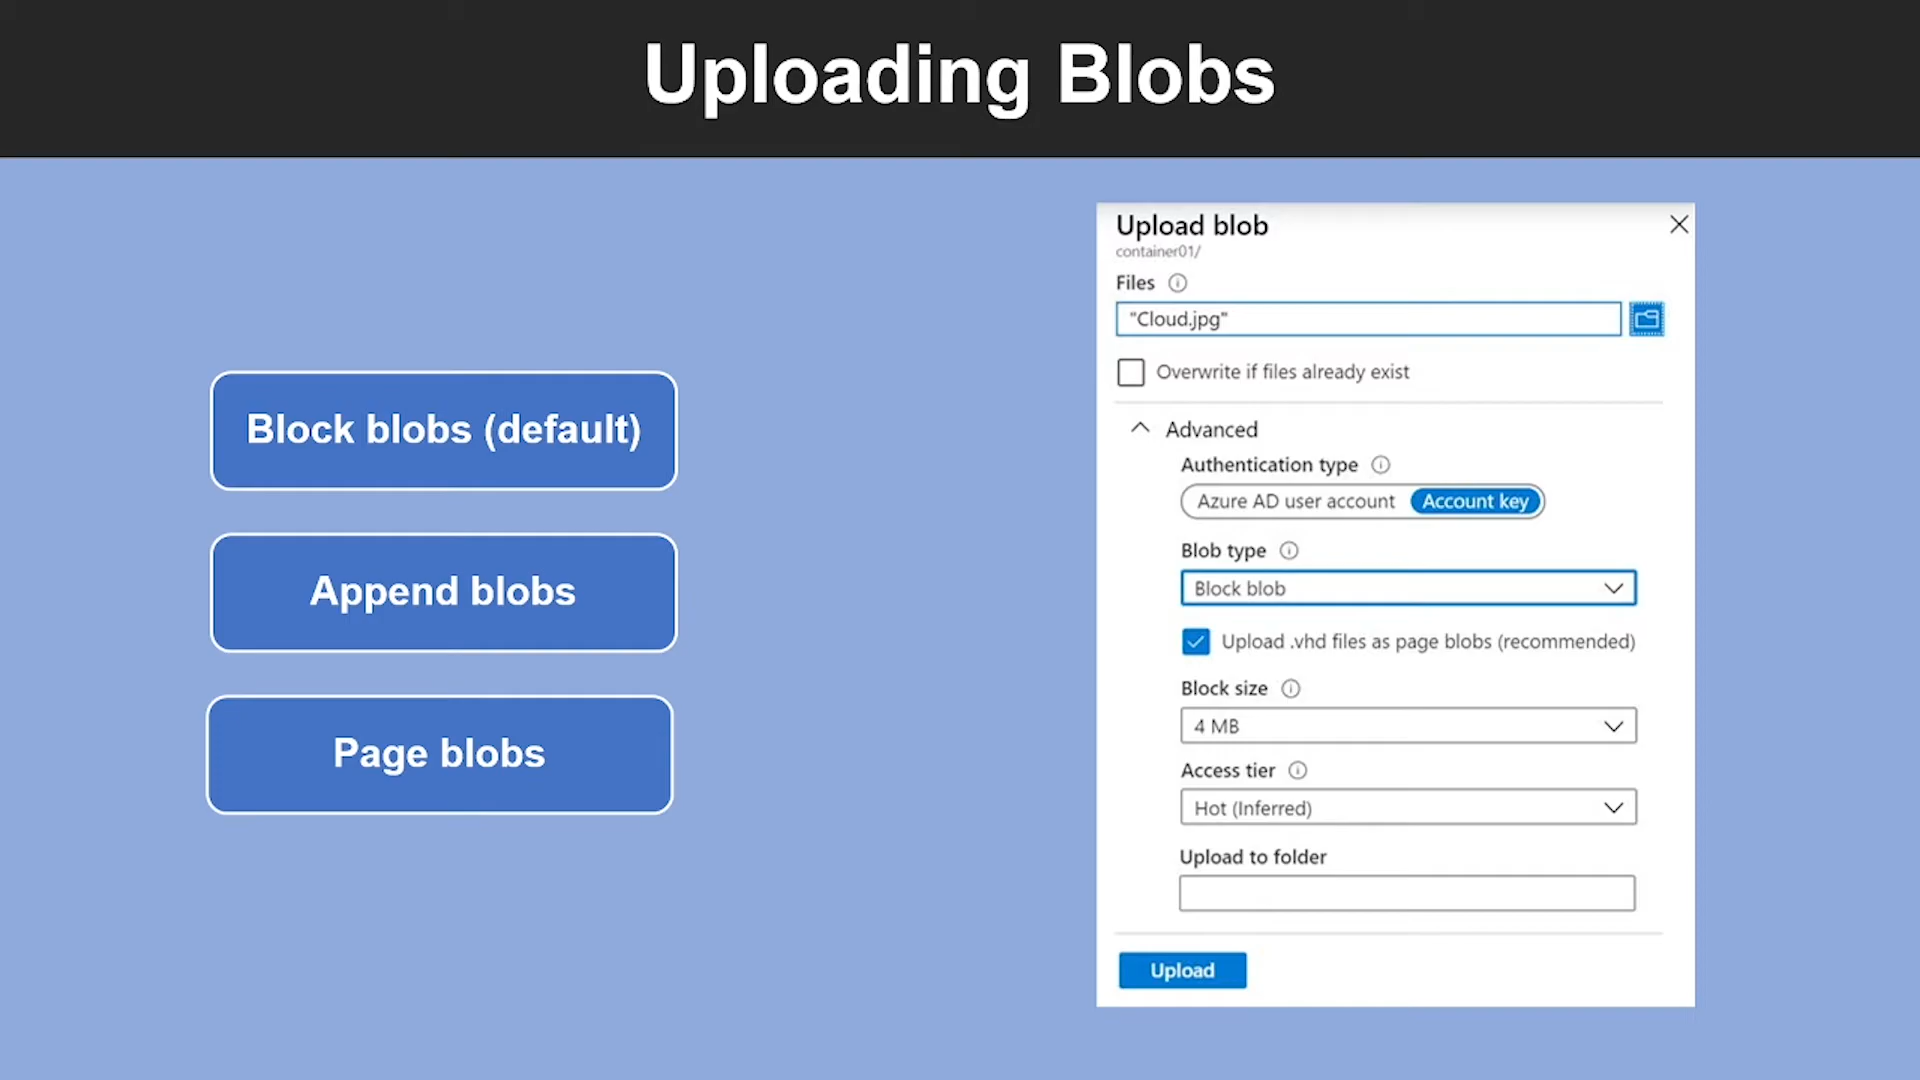 Uploading Blobs
Block blobs (default)
Append blobs
Page blobs
Upload blob
container01/
Files
"Cloud.jpg"
Overwrite if files already exist
Advanced
Authentication type
Azure AD user account Account key
Blob type
Block blob
Upload .vhd files as page blobs (recommended)
Block size
4 MB
Access tier
Hot (Inferred)
Upload to folder
Upload